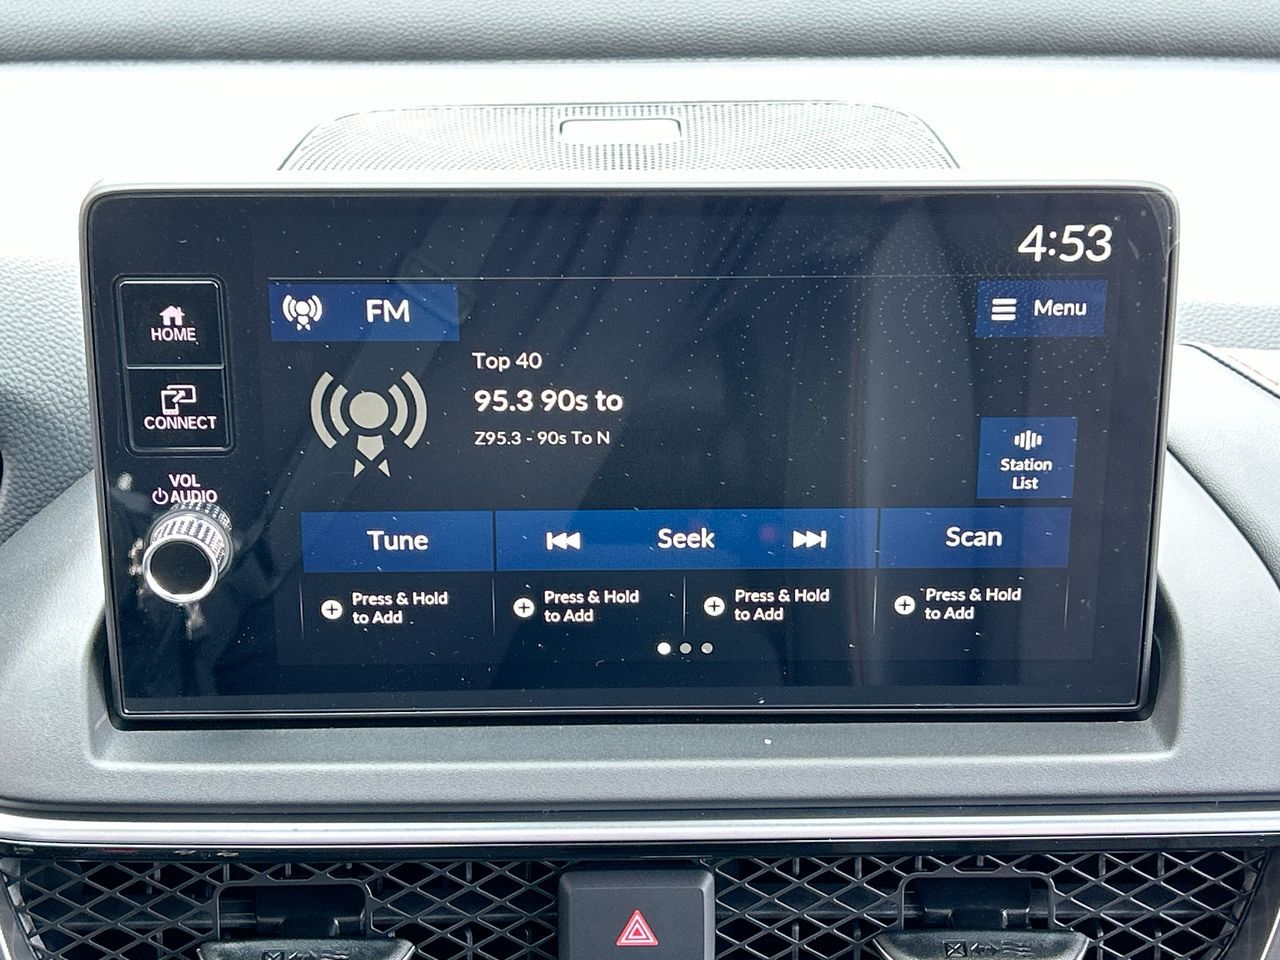 4:53
HOME
CONNECT
VOL
AUDIO
FM
Menu
Top 40
95.3 90s to
Z95.3 - 90s To N
Station
List
Tune
Seek
Scan
Press & Hold
to Add
Press & Hold
to Add
Press & Hold
to Add
Press & Hold
to Add